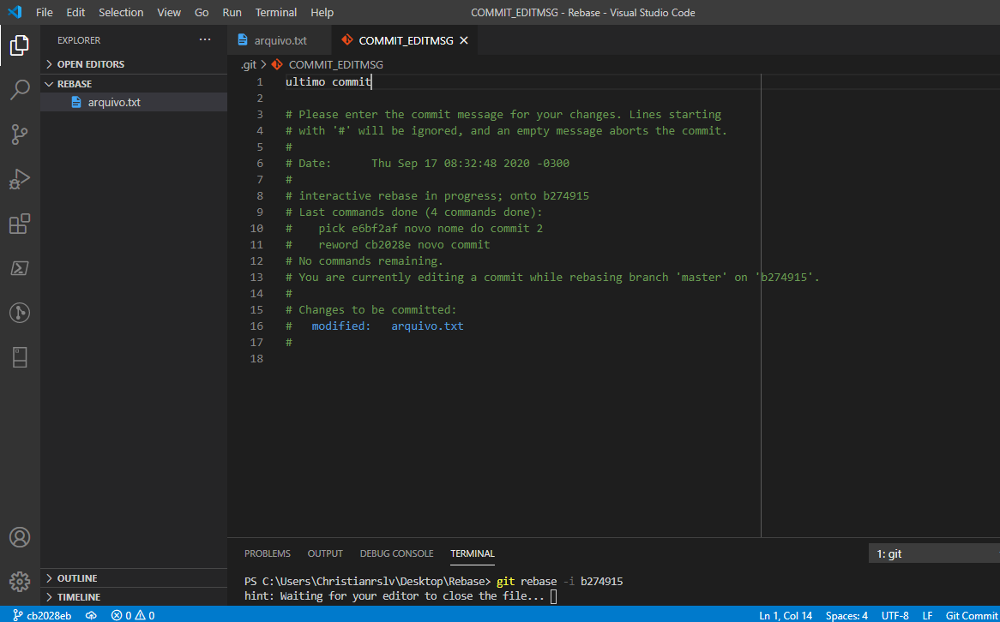 File Edit Selection View Go Run Terminal Help COMMIT_EDITMSG - Rebase - Visual Studio Code
EXPLORER ···
OPEN EDITORS
REBASE
arquivo.txt
OUTLINE
TIMELINE
arquivo.txt COMMIT_EDITMSG
.git > COMMIT_EDITMSG
1 ultimo commit
2
3 # Please enter the commit message for your changes. Lines starting
4 # with '#' will be ignored, and an empty message aborts the commit.
5 #
6 # Date:      Thu Sep 17 08:32:48 2020 -0300
7 #
8 # interactive rebase in progress; onto b274915
9 # Last commands done (4 commands done):
10 #    pick e6bf2af novo nome do commit 2
11 #    reword cb2028e novo commit
12 # No commands remaining.
13 # You are currently editing a commit while rebasing branch 'master' on 'b274915'.
14 #
15 # Changes to be committed:
16 #   modified:   arquivo.txt
17 #
18
PROBLEMS OUTPUT DEBUG CONSOLE TERMINAL 1: git
PS C:\Users\Christianrslv\Desktop\Rebase> git rebase -i b274915
hint: Waiting for your editor to close the file...
cb2028eb 0 0 Ln 1, Col 14 Spaces: 4 UTF-8 LF Git Commit